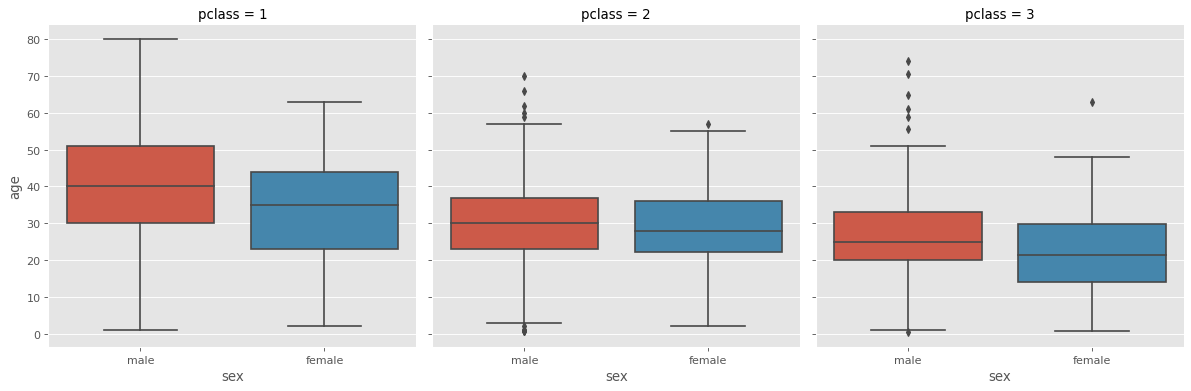 pclass = 1
pclass = 2
pclass = 3
age
80
70
60
50
40
30
20
10
0
male
female
male
female
male
female
sex
sex
sex